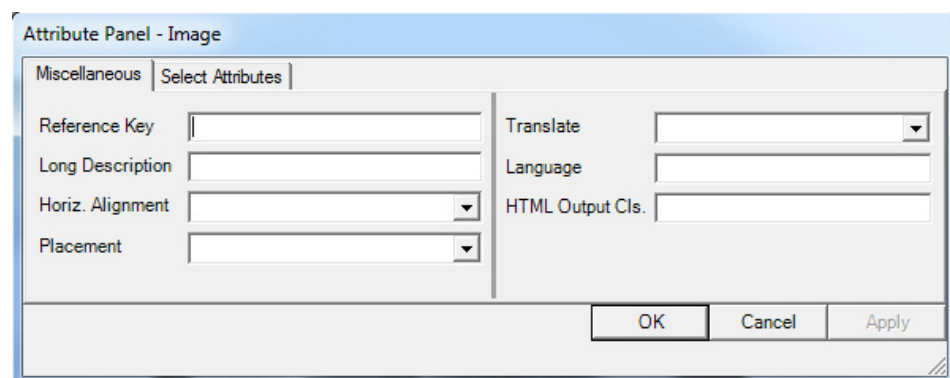 Attribute Panel - Image
Miscellaneous
Select Attributes
Reference Key
Long Description
Horiz. Alignment
Placement
Translate
Language
HTML Output Cls.
OK
Cancel
Apply